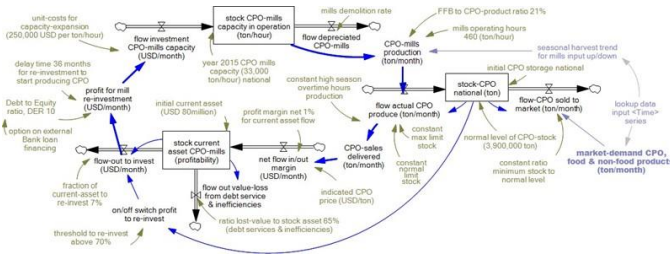 unit-costs for
capacity-expansion
(250,000 USD per ton/hour)
flow investment
CPO-mills capacity
(USD/month)
stock CPO-mills
capacity in operation
(ton/hour)
mills demolition rate
flow depreciated
CPO-mills
year 2015 CPO mills
capacity (33,000
ton/hour) national
FFB to CPO-product ratio 21%
mills operating hours
460 (ton/hour)
CPO-mills
production
(ton/month)
seasonal harvest trend
for mills input up/down
delay time 36 months
for re-investment to
start producing CPO
profit for mill
re-investment
(USD/month)
Debt to Equity
ratio, DER 10
option on external
Bank loan
financing
initial current asset
(USD 80million)
profit margin net 1%
for current asset flow
constant high season
overtime hours
production
flow actual CPO
produce (ton/month)
initial CPO storage national
stock-CPO
national (ton)
flow-CPO sold to
market (ton/month)
lookup data
input <Time>
series
constant
max limit
stock
normal level of CPO-stock
(3,900,000 ton)
market-demand CPO,
food & non-food product
(ton/month)
constant ratio
minimum stock to
normal level
stock current
asset CPO-mills
(profitability)
flow-out to invest
(USD/month)
net flow in/out
margin
(USD/month)
CPO-sales
delivered
(ton/month)
constant
normal
limit
stock
fraction of
current-asset to
re-invest 7%
flow out value-loss
from debt service
& inefficiencies
indicated CPO
price (USD/ton)
on/off switch profit
to re-invest
ratio lost-value to stock asset 65%
(debt services & inefficiencies)
threshold to re-invest
above 70%